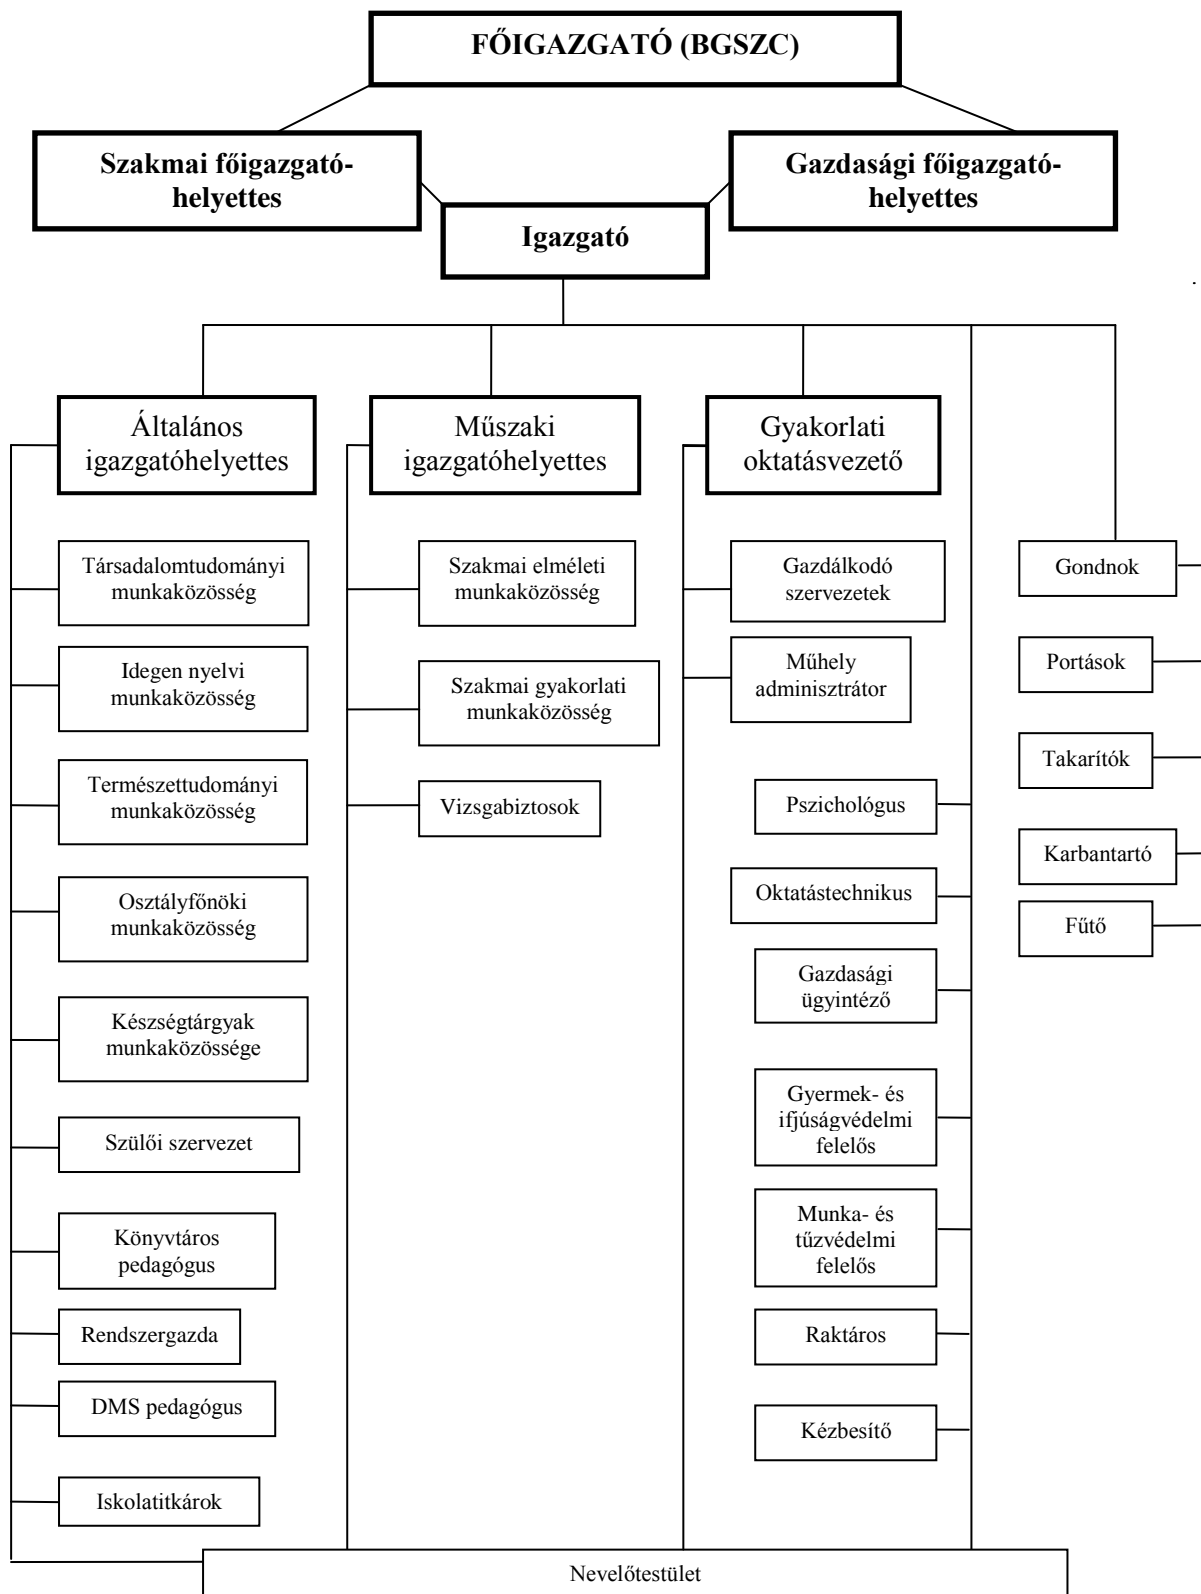 FŐIGAZGATÓ (BGSZC)
Szakmai főigazgató-
helyettes
Gazdasági főigazgató-
helyettes
Igazgató
Általános
igazgatóhelyettes
Műszaki
igazgatóhelyettes
Gyakorlati
oktatásvezető
Társadalomtudományi
munkaközösség
Idegen nyelvi
munkaközösség
Természettudományi
munkaközösség
Osztályfőnöki
munkaközösség
Készségtárgyak
munkaközössége
Szülői szervezet
Könyvtáros
pedagógus
Rendszergazda
DMS pedagógus
Iskolatitkárok
Szakmai elméleti
munkaközösség
Szakmai gyakorlati
munkaközösség
Vizsgabiztosok
Gazdálkodó
szervezetek
Műhely
adminisztrátor
Pszichológus
Oktatástechnikus
Gazdasági
ügyintéző
Gyermek- és
ifjúságvédelmi
felelős
Munka- és
tűzvédelmi
felelős
Raktáros
Kézbesítő
Gondnok
Portások
Takarítók
Karbantartó
Fűtő
Nevelőtestület